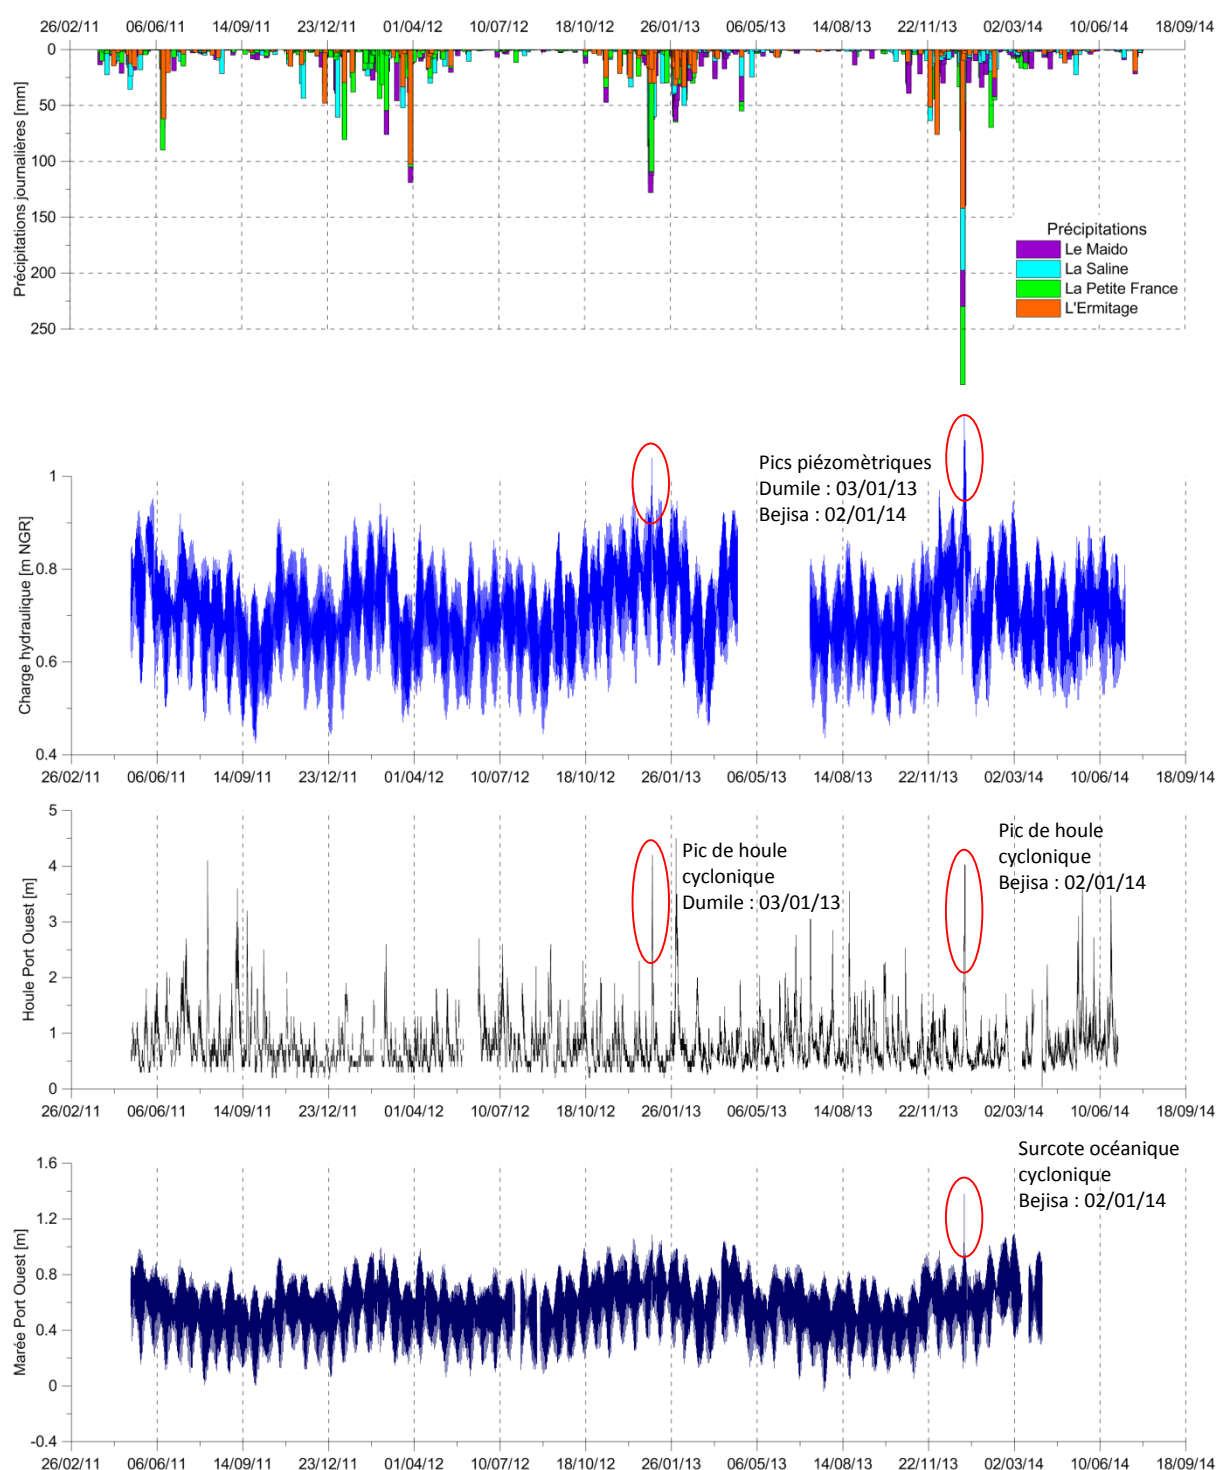 26/02/11 06/06/11 14/09/11 23/12/11 01/04/12 10/07/12 18/10/12 26/01/13 06/05/13 14/08/13 22/11/13 02/03/14 10/06/14 18/09/14
Précipitations journalières [mm]
0
50
100
150
200
250
Précipitations
Le Maido
La Saline
La Petite France
L'Ermitage
Charge hydraulique [m NGR]
1
0.8
0.6
0.4
Pics piézomètriques
Dumile : 03/01/13
Bejisa : 02/01/14
26/02/11 06/06/11 14/09/11 23/12/11 01/04/12 10/07/12 18/10/12 26/01/13 06/05/13 14/08/13 22/11/13 02/03/14 10/06/14 18/09/14
Houle Port Ouest [m]
5
4
3
2
1
0
Pic de houle
cyclonique
Dumile : 03/01/13
Pic de houle
cyclonique
Bejisa : 02/01/14
26/02/11 06/06/11 14/09/11 23/12/11 01/04/12 10/07/12 18/10/12 26/01/13 06/05/13 14/08/13 22/11/13 02/03/14 10/06/14 18/09/14
Surcote océanique
cyclonique
Bejisa : 02/01/14
Marée Port Ouest [m]
1.6
1.2
0.8
0.4
0
-0.4
26/02/11 06/06/11 14/09/11 23/12/11 01/04/12 10/07/12 18/10/12 26/01/13 06/05/13 14/08/13 22/11/13 02/03/14 10/06/14 18/09/14